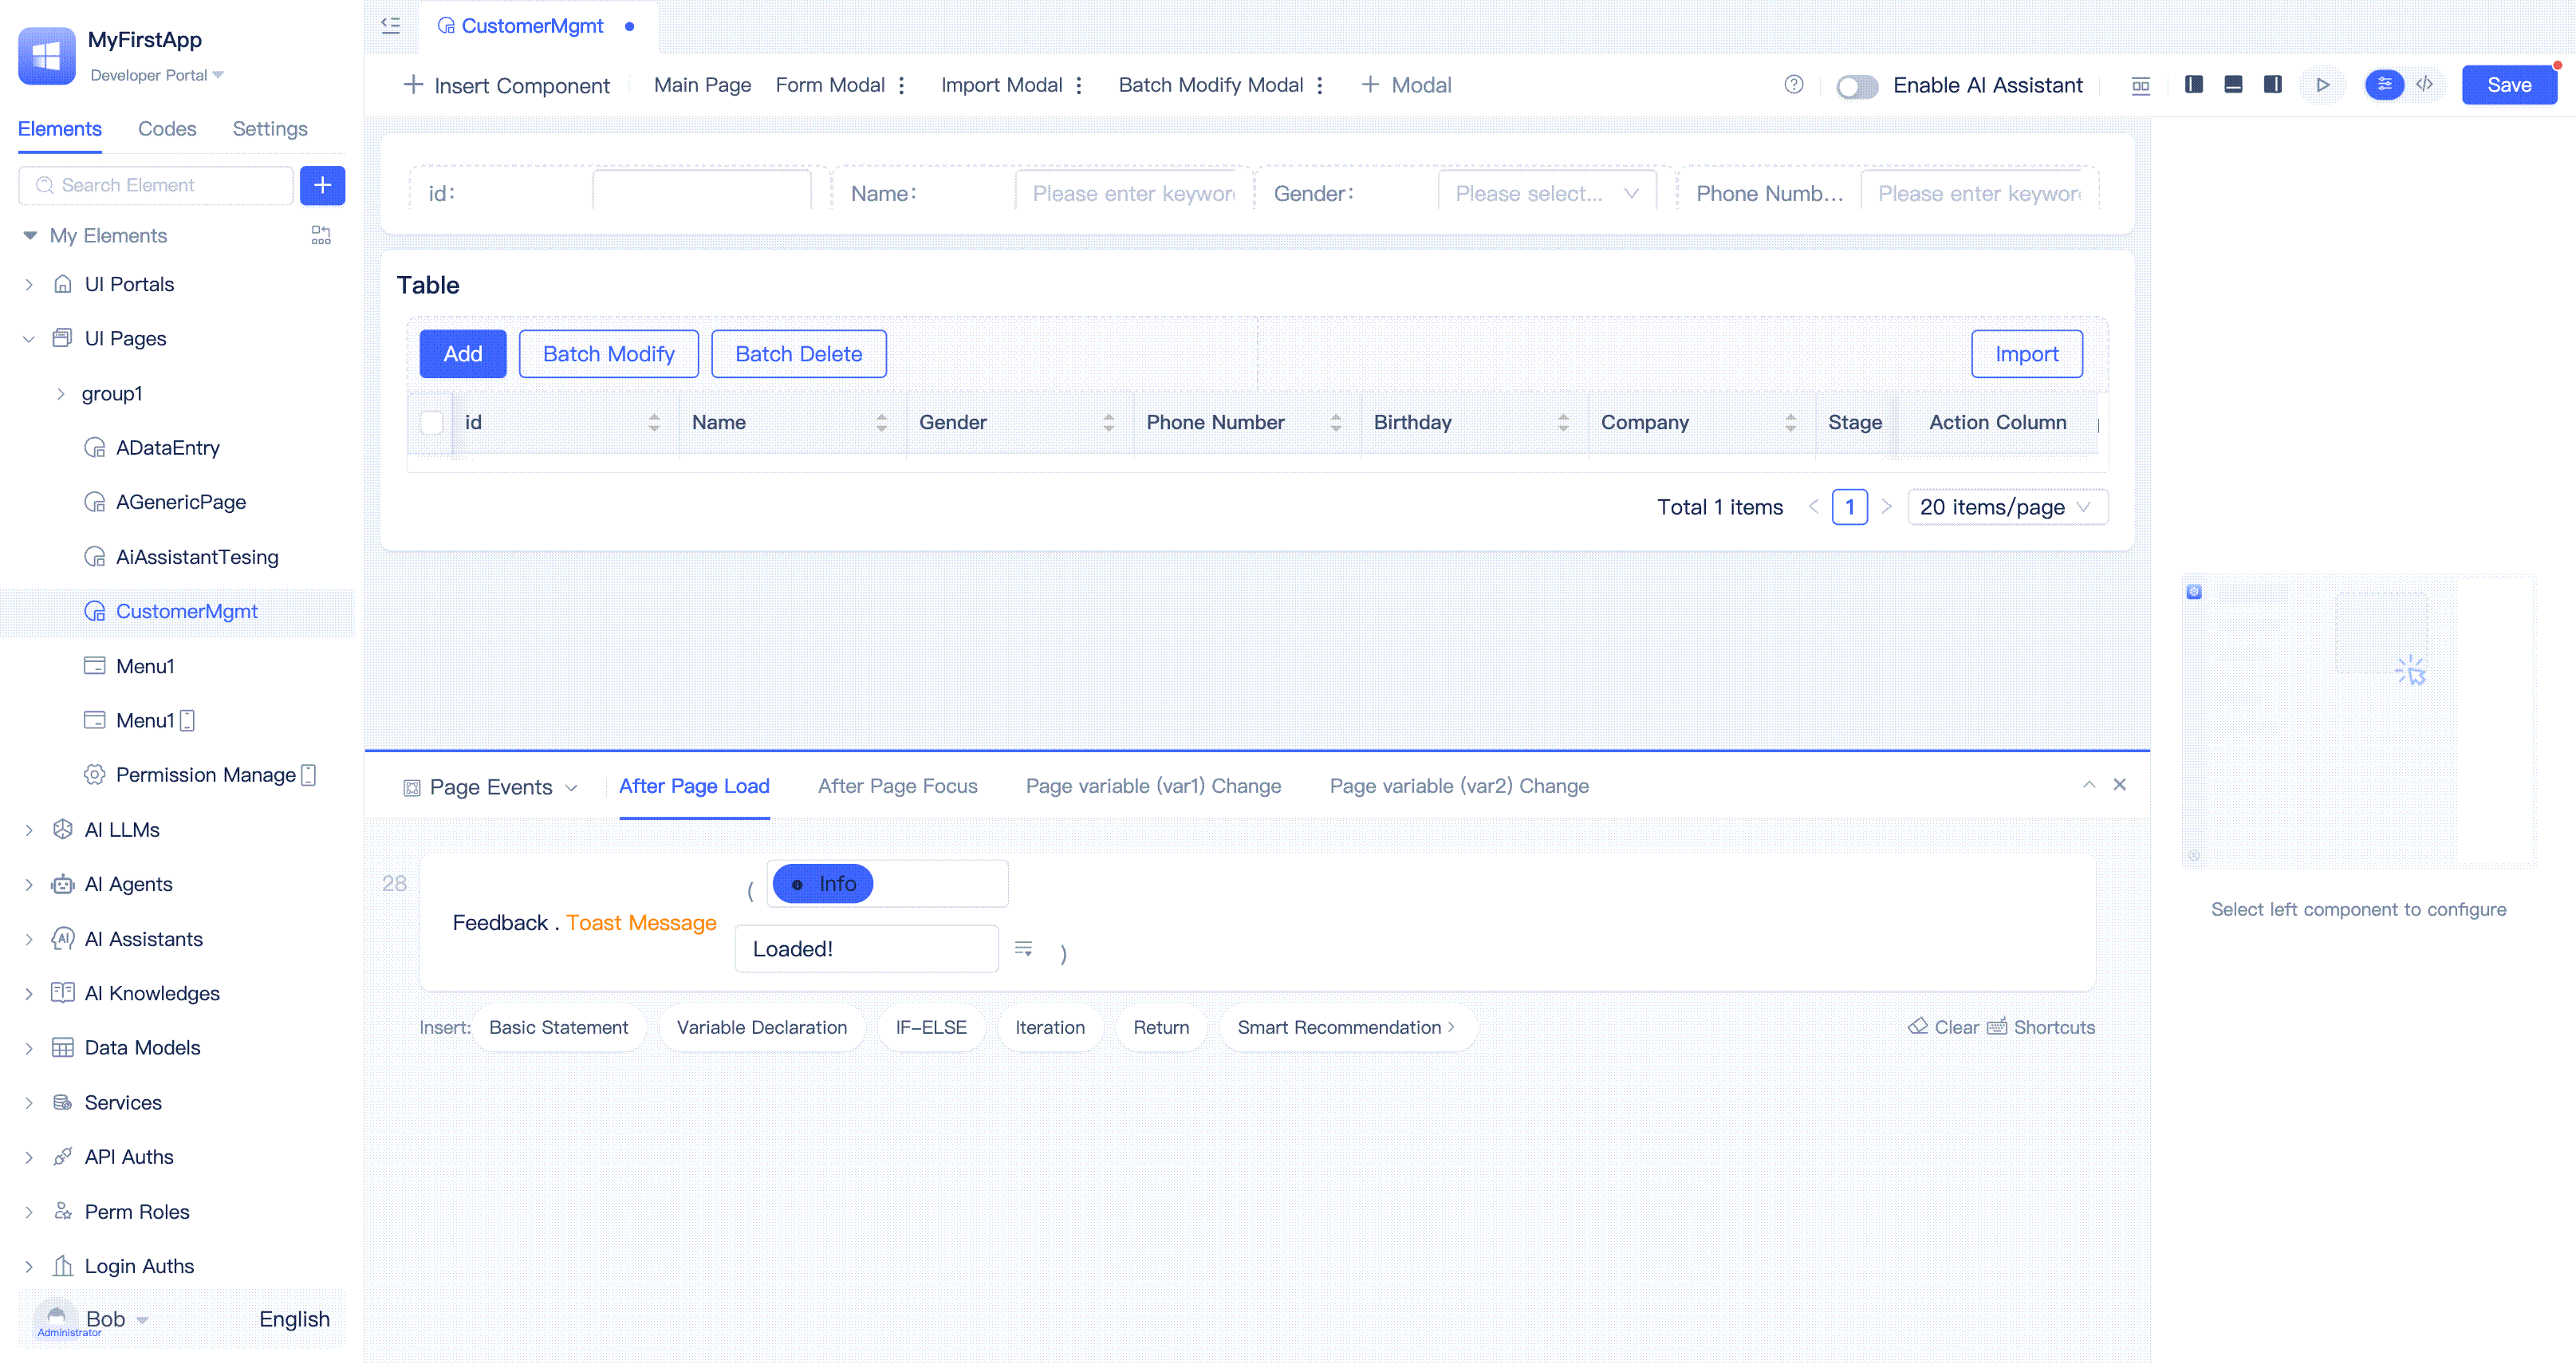 MyFirstApp
Developer Portal
Elements Codes Settings
Search Element
My Elements
UI Portals
UI Pages
group1
ADataEntry
AGenericPage
AiAssistantTesing
CustomerMgmt
Menu1
Menu1
Permission Manage
AI LLMs
AI Agents
AI Assistants
AI Knowledges
Data Models
Services
API Auths
Perm Roles
Login Auths
Bob
Administrator
English
CustomerMgmt
Insert Component Main Page Form Modal Import Modal Batch Modify Modal + Modal
Enable AI Assistant
Save
id: Name: Please enter keywor Gender: Please select... Phone Numb... Please enter keywor
Table
Add Batch Modify Batch Delete Import
id Name Gender Phone Number Birthday Company Stage Action Column
Total 1 items < 1 > 20 items/page
Page Events After Page Load After Page Focus Page variable (var1) Change Page variable (var2) Change
28
( Info
Feedback . Toast Message
Loaded! )
Insert: Basic Statement Variable Declaration IF-ELSE Iteration Return Smart Recommendation > Clear Shortcuts
Select left component to configure